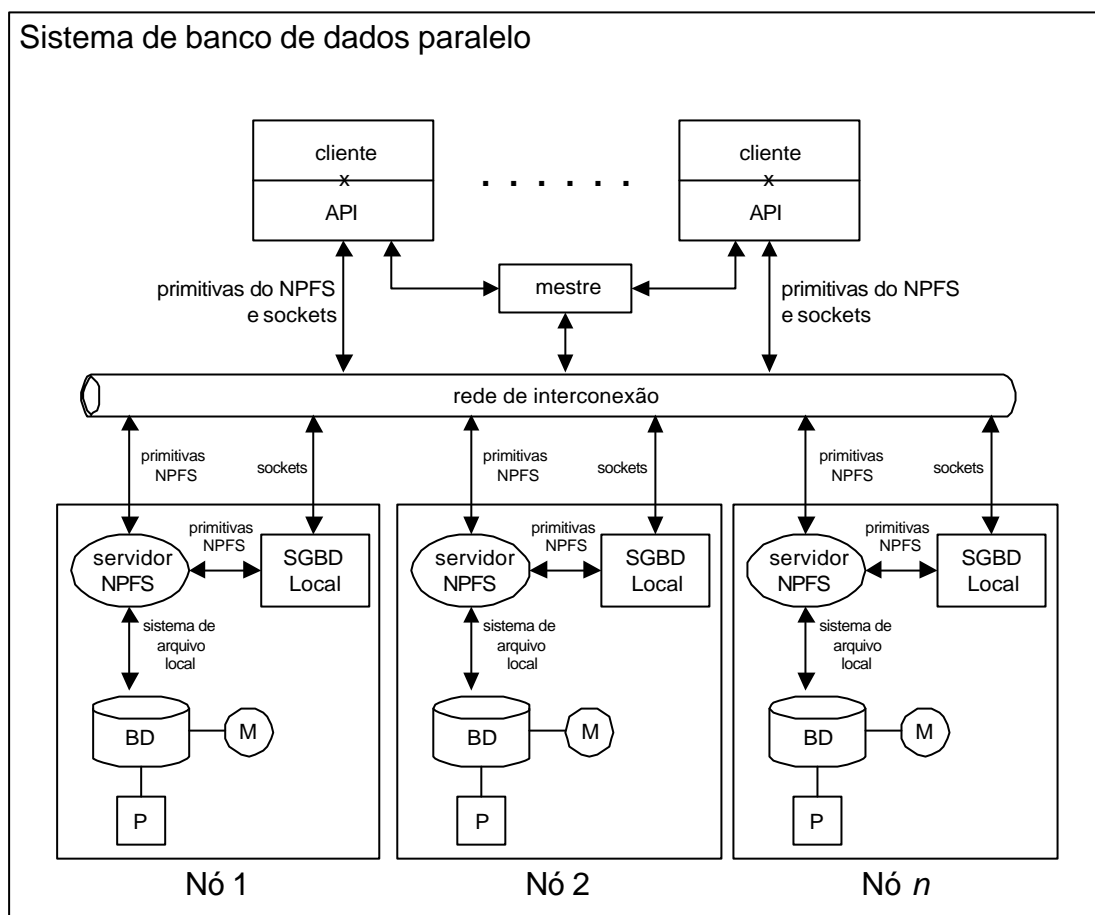 Sistema de banco de dados paralelo
cliente
x
API
. . . . . .
cliente
x
API
primitivas do NPFS
e sockets
mestre
primitivas do NPFS
e sockets
rede de interconexão
primitivas
NPFS
sockets
primitivas
NPFS
sockets
primitivas
NPFS
sockets
servidor
NPFS
primitivas
NPFS
SGBD
Local
sistema de
arquivo
local
BD
M
P
servidor
NPFS
primitivas
NPFS
SGBD
Local
sistema de
arquivo
local
BD
M
P
servidor
NPFS
primitivas
NPFS
SGBD
Local
sistema de
arquivo
local
BD
M
P
Nó 1
Nó 2
Nó n